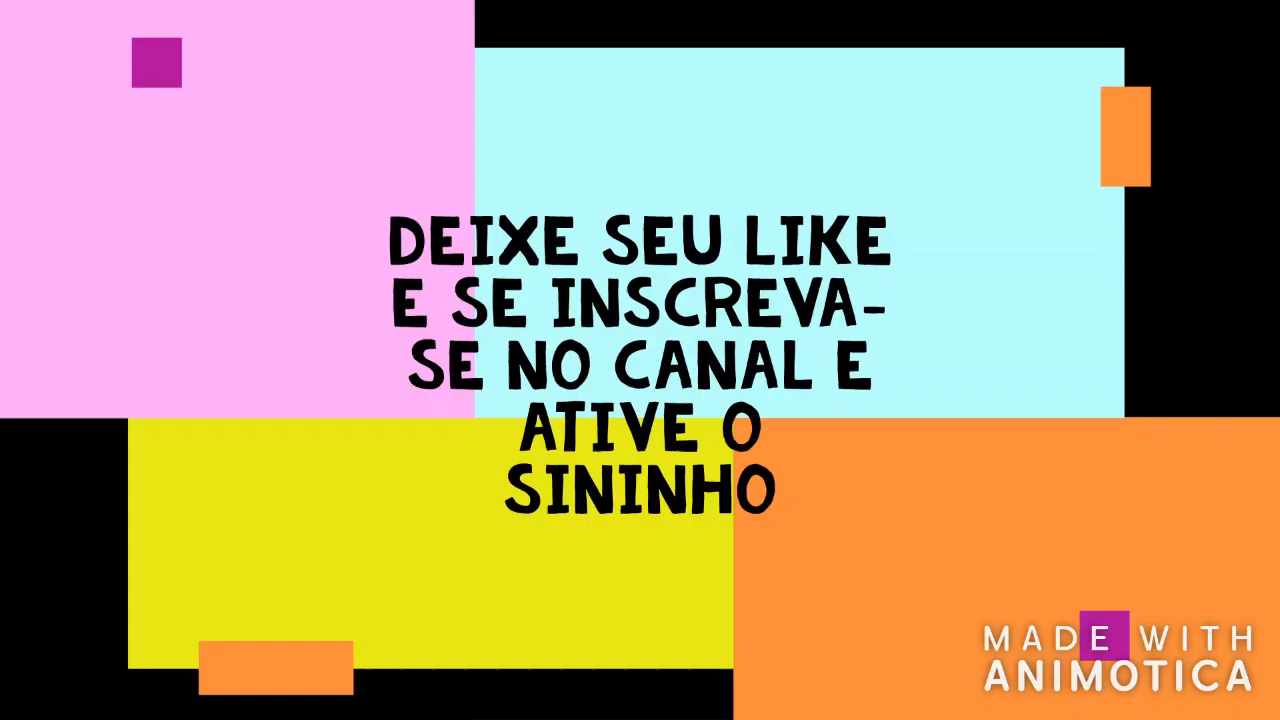 DEIXE SEU LIKE
E SE INSCREVA-
SE NO CANAL E
ATIVE O
SININHO
MADE WITH
ANIMOTICA